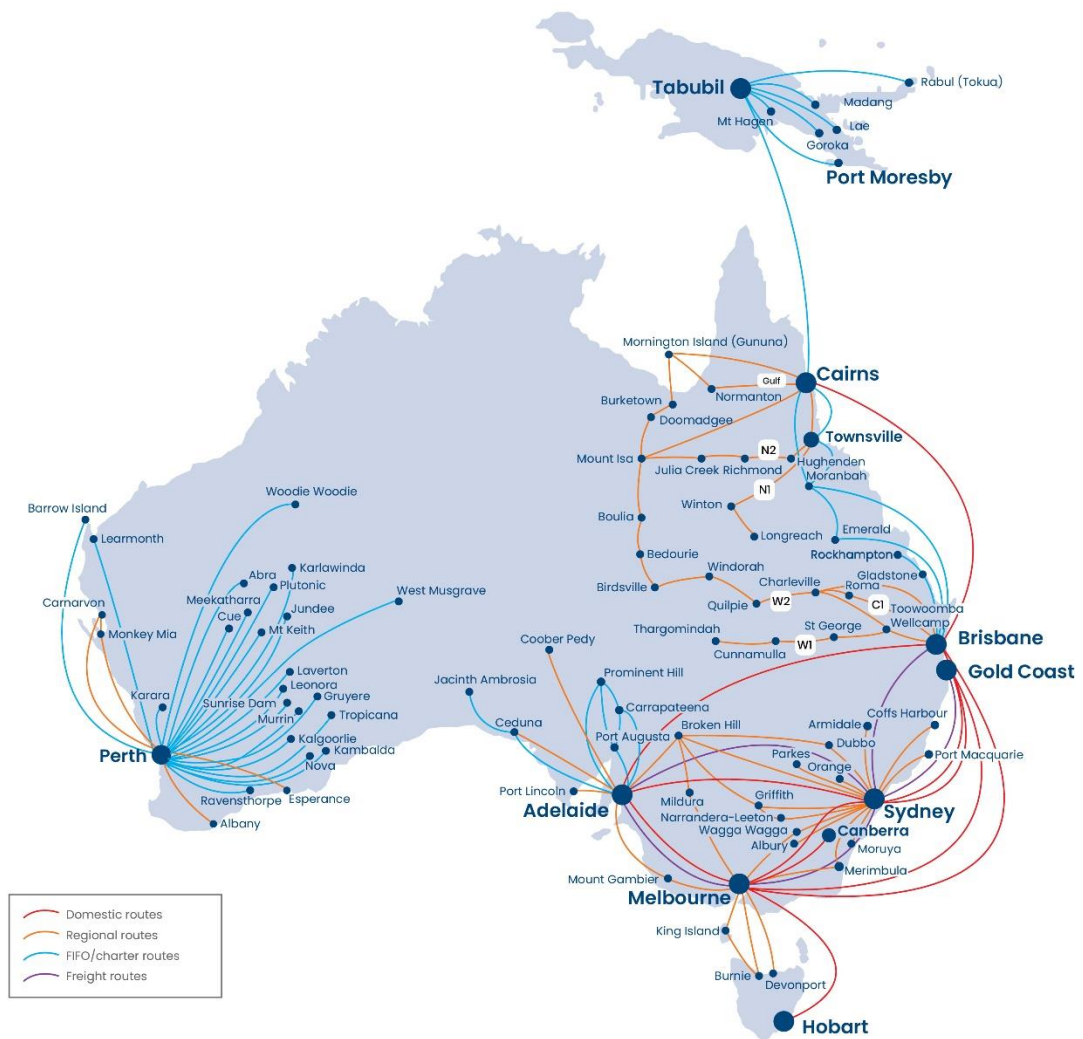 Rabul (Tokua)
Tabubil
Madang
Mt Hagen
Lae
Goroka
Port Moresby
Mornington Island (Gununa)
Cairns
Gulf
Normanton
Burketown
Doomadgee
Townsville
N2
Mount Isa
Julia Creek
Richmond
Hughenden
Moranbah
N1
Woodie Woodie
Winton
Barrow Island
Boulia
Emerald
Learmonth
Longreach
Rockhampton
Bedourie
Karlawinda
Windorah
Gladstone
Abra
Plutonic
Birdsville
Charleville
Roma
West Musgrave
Meekatharra
Carnarvon
Jundee
Quilpie
W2
C1
Toowoomba
Wellcamp
Cue
Mt Keith
Monkey Mia
St George
Thargomindah
Coober Pedy
Brisbane
W1
Cunnamulla
Laverton
Prominent Hill
Gold Coast
Jacinth Ambrosia
Leonora
Gruyere
Karara
Sunrise Dam
Carrapateena
Murrin
Tropicana
Coffs Harbour
Ceduna
Broken Hill
Armidale
Port Augusta
Kalgoorlie
Dubbo
Kambalda
Perth
Parkes
Port Macquarie
Nova
Orange
Port Lincoln
Ravensthorpe
Esperance
Mildura
Griffith
Adelaide
Sydney
Narrandera-Leeton
Albany
Wagga Wagga
Canberra
Albury
Moruya
Merimbula
Mount Gambier
Melbourne
Domestic routes
Regional routes
FIFO/charter routes
Freight routes
King Island
Burnie
Devonport
Hobart